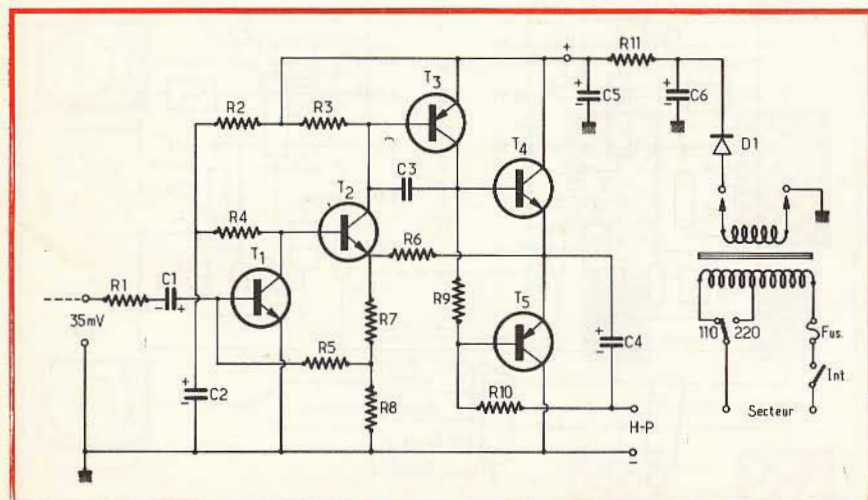 T3
R11
R2
R3
C5
C6
T4
D1
C3
T2
R4
R6
T1
R1
C1
T5
R9
R7
35mV
110
220
Fus.
R5
C4
C2
R8
R10
Int.
H-P
Secteur